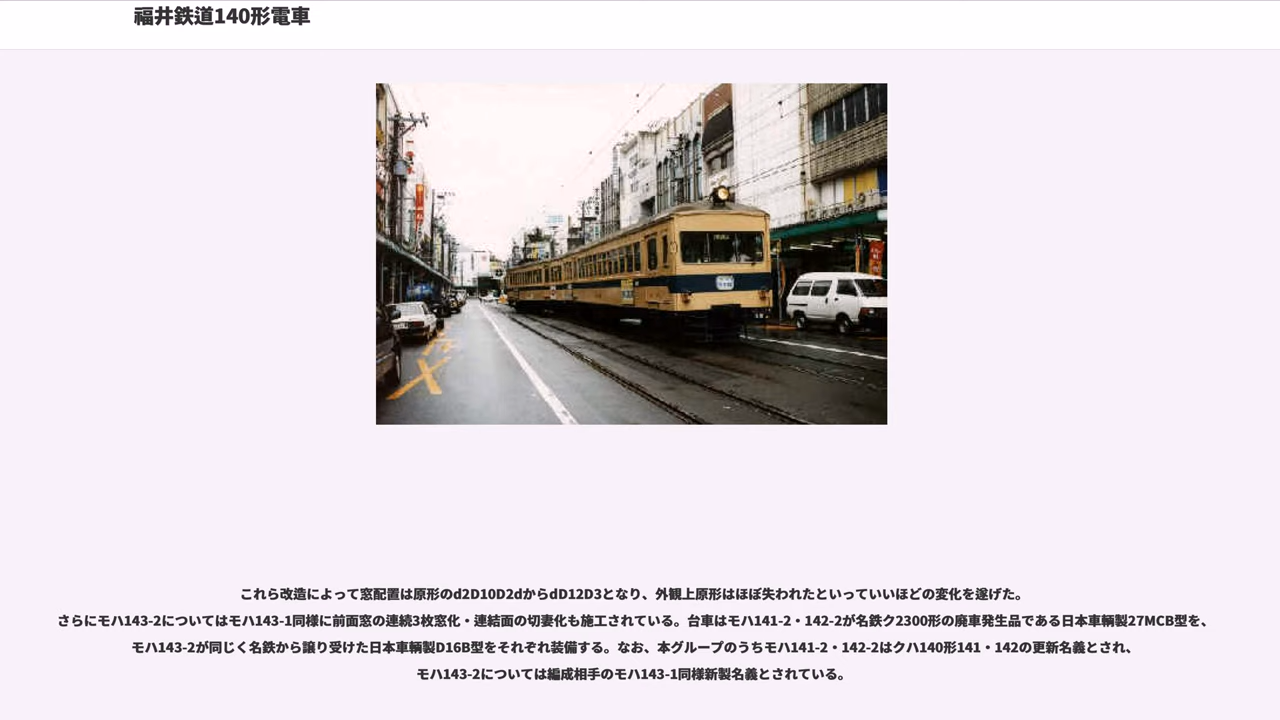 福井鉄道140形電車
これら改造によって窓配置は原形のd2D10D2dからdD12D3となり、外観上原形はほぼ失われたといっていいほどの変化を遂げた。
さらにモハ143-2についてはモハ143-1同様に前面窓の連続3枚窓化・連結面の切妻化も施工されている。台車はモハ141-2・142-2が名鉄ク2300形の廃車発生品である日本車輌製27MCB型を、
モハ143-2が同じく名鉄から譲り受けた日本車輌製D16B型をそれぞれ装備する。なお、本グループのうちモハ141-2・142-2はクハ140形141・142の更新名義とされ、
モハ143-2については編成相手のモハ143-1同様新製名義とされている。